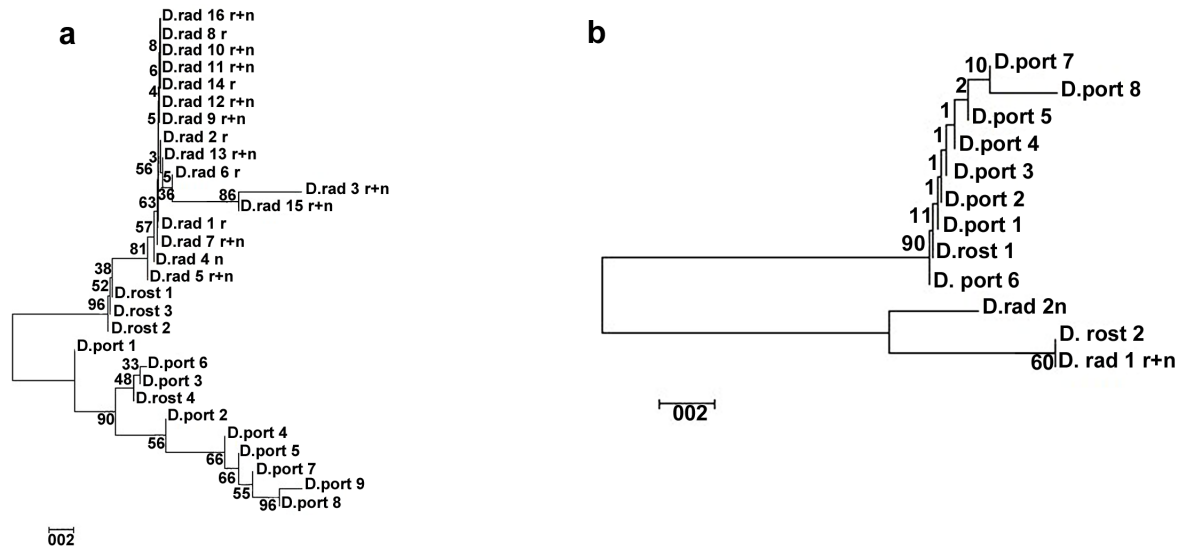 a
D.rad 16 r+n
D.rad 8 r
8
D.rad 10 r+n
D.rad 11 r+n
6
D.rad 14 r
4
D.rad 12 r+n
5
D.rad 9 r+n
D.rad 2 r
3
D.rad 13 r+n
56
D.rad 6 r
5
36
86
D.rad 3 r+n
63
D.rad 15 r+n
57
D.rad 1 r
D.rad 7 r+n
81
D.rad 4 n
38
D.rad 5 r+n
52
D.rost 1
96
D.rost 3
D.rost 2
D.port 1
33
D.port 6
48
D.port 3
D.rost 4
90
D.port 2
56
D.port 4
66
D.port 5
66
D.port 7
55
D.port 9
96
D.port 8
002
b
10
D.port 7
2
D.port 8
1
D.port 5
1
D.port 4
1
D.port 3
1
D.port 2
11
D.port 1
90
D.rost 1
D. port 6
D.rad 2n
D. rost 2
60
D. rad 1 r+n
002